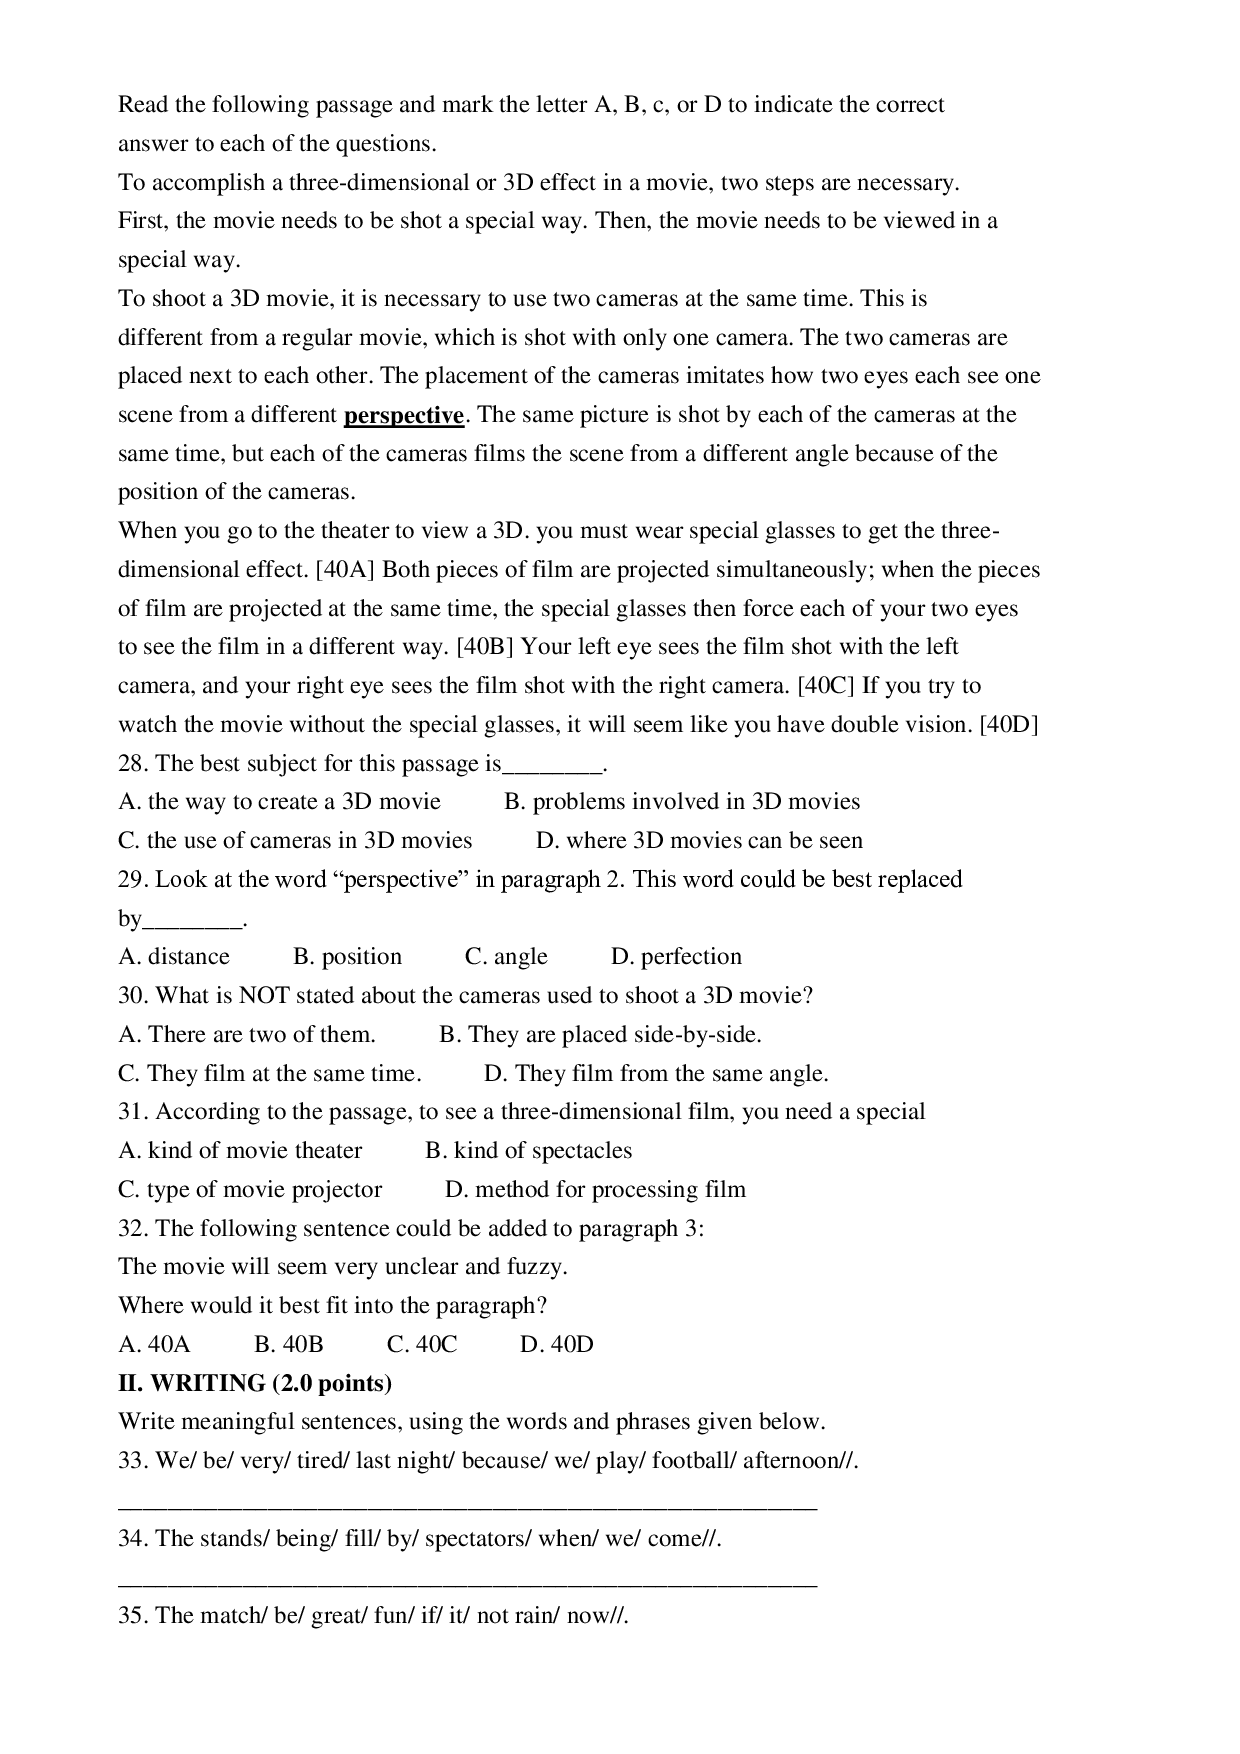 Read the following passage and mark the letter A, B, c, or D to indicate the correct
answer to each of the questions.
To accomplish a three-dimensional or 3D effect in a movie, two steps are necessary.
First, the movie needs to be shot a special way. Then, the movie needs to be viewed in a
special way.
To shoot a 3D movie, it is necessary to use two cameras at the same time. This is
different from a regular movie, which is shot with only one camera. The two cameras are
placed next to each other. The placement of the cameras imitates how two eyes each see one
scene from a different perspective. The same picture is shot by each of the cameras at the
same time, but each of the cameras films the scene from a different angle because of the
position of the cameras.
When you go to the theater to view a 3D. you must wear special glasses to get the three-
dimensional effect. [40A] Both pieces of film are projected simultaneously; when the pieces
of film are projected at the same time, the special glasses then force each of your two eyes
to see the film in a different way. [40B] Your left eye sees the film shot with the left
camera, and your right eye sees the film shot with the right camera. [40C] If you try to
watch the movie without the special glasses, it will seem like you have double vision. [40D]
28. The best subject for this passage is________.
A. the way to create a 3D movie B. problems involved in 3D movies
C. the use of cameras in 3D movies D. where 3D movies can be seen
29. Look at the word “perspective” in paragraph 2. This word could be best replaced
by________.
A. distance B. position C. angle D. perfection
30. What is NOT stated about the cameras used to shoot a 3D movie?
A. There are two of them. B. They are placed side-by-side.
C. They film at the same time. D. They film from the same angle.
31. According to the passage, to see a three-dimensional film, you need a special
A. kind of movie theater B. kind of spectacles
C. type of movie projector D. method for processing film
32. The following sentence could be added to paragraph 3:
The movie will seem very unclear and fuzzy.
Where would it best fit into the paragraph?
A. 40A B. 40B C. 40C D. 40D
II. WRITING (2.0 points)
Write meaningful sentences, using the words and phrases given below.
33. We/ be/ very/ tired/ last night/ because/ we/ play/ football/ afternoon//.
________________________________________________________
34. The stands/ being/ fill/ by/ spectators/ when/ we/ come//.
________________________________________________________
35. The match/ be/ great/ fun/ if/ it/ not rain/ now//.